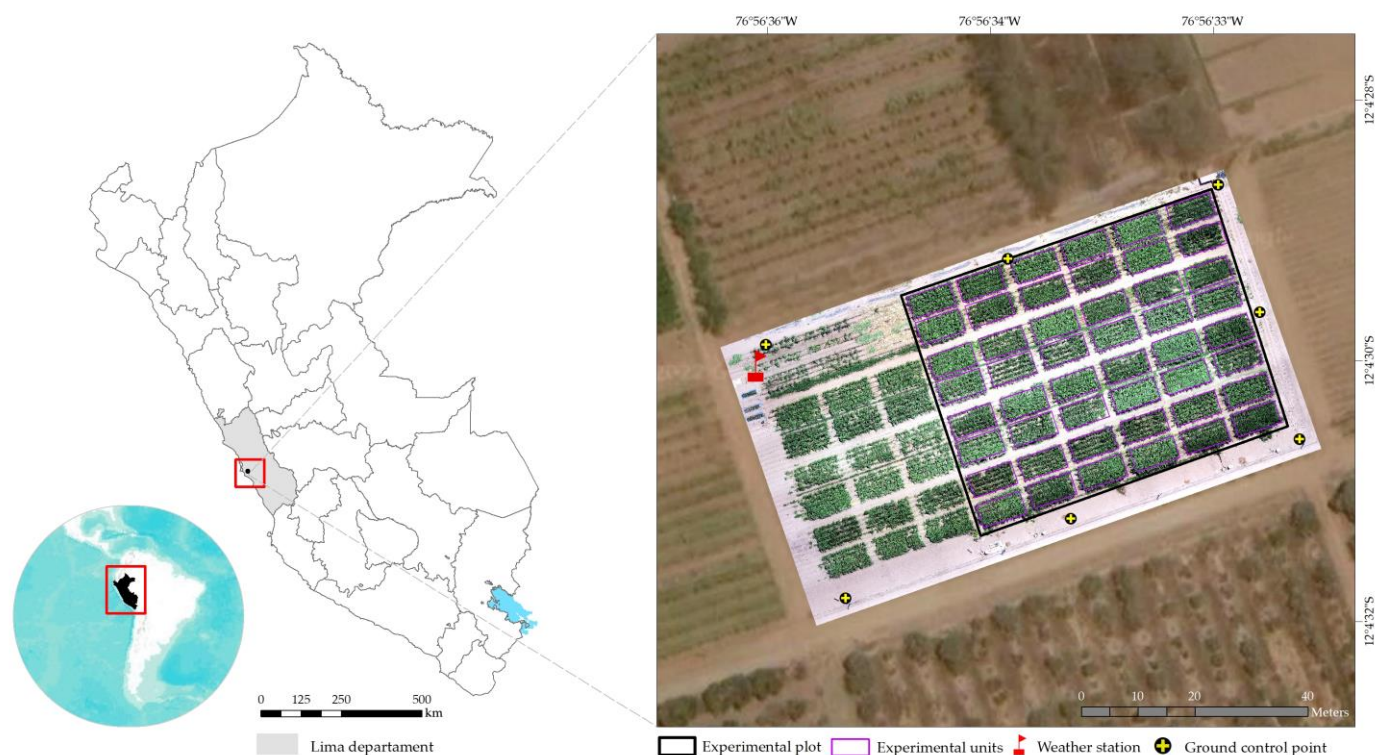 76°56'36"W 76°56'34"W 76°56'33"W
12°4'28"S
12°4'30"S
12°4'32"S
0 125 250 500
km
0 10 20 40
Meters
Lima departament
Experimental plot Experimental units Weather station Ground control point